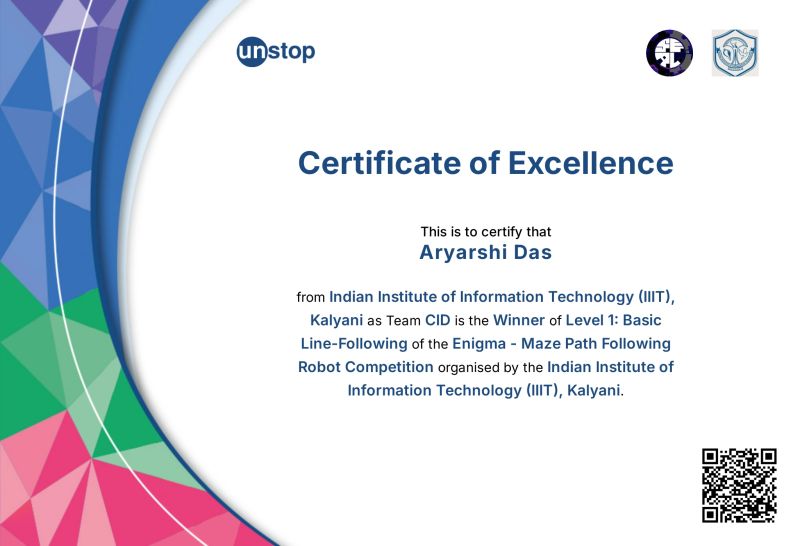 unstop
Certificate of Excellence
This is to certify that
Aryarshi Das
from Indian Institute of Information Technology (IIIT),
Kalyani as Team CID is the Winner of Level 1: Basic
Line-Following of the Enigma - Maze Path Following
Robot Competition organised by the Indian Institute of
Information Technology (IIIT), Kalyani.